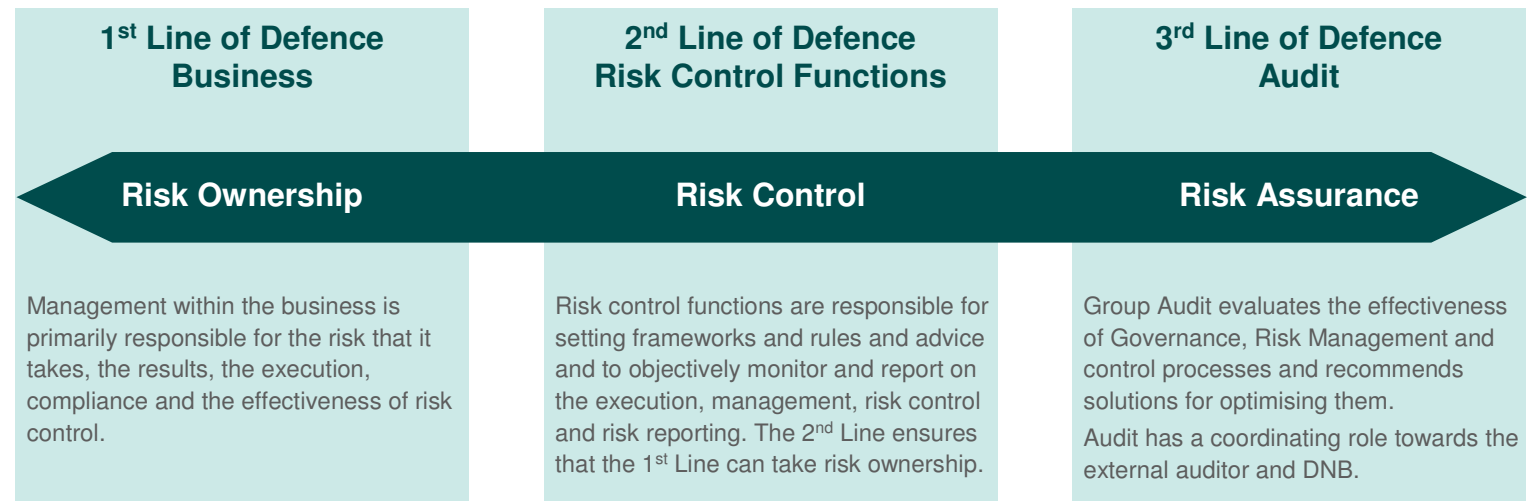 1st Line of Defence
Business
2nd Line of Defence
Risk Control Functions
3rd Line of Defence
Audit
Risk Ownership
Risk Control
Risk Assurance
Management within the business is
primarily responsible for the risk that it
takes, the results, the execution,
compliance and the effectiveness of risk
control.
Risk control functions are responsible for
setting frameworks and rules and advice
and to objectively monitor and report on
the execution, management, risk control
and risk reporting. The 2nd Line ensures
that the 1st Line can take risk ownership.
Group Audit evaluates the effectiveness
of Governance, Risk Management and
control processes and recommends
solutions for optimising them.
Audit has a coordinating role towards the
external auditor and DNB.